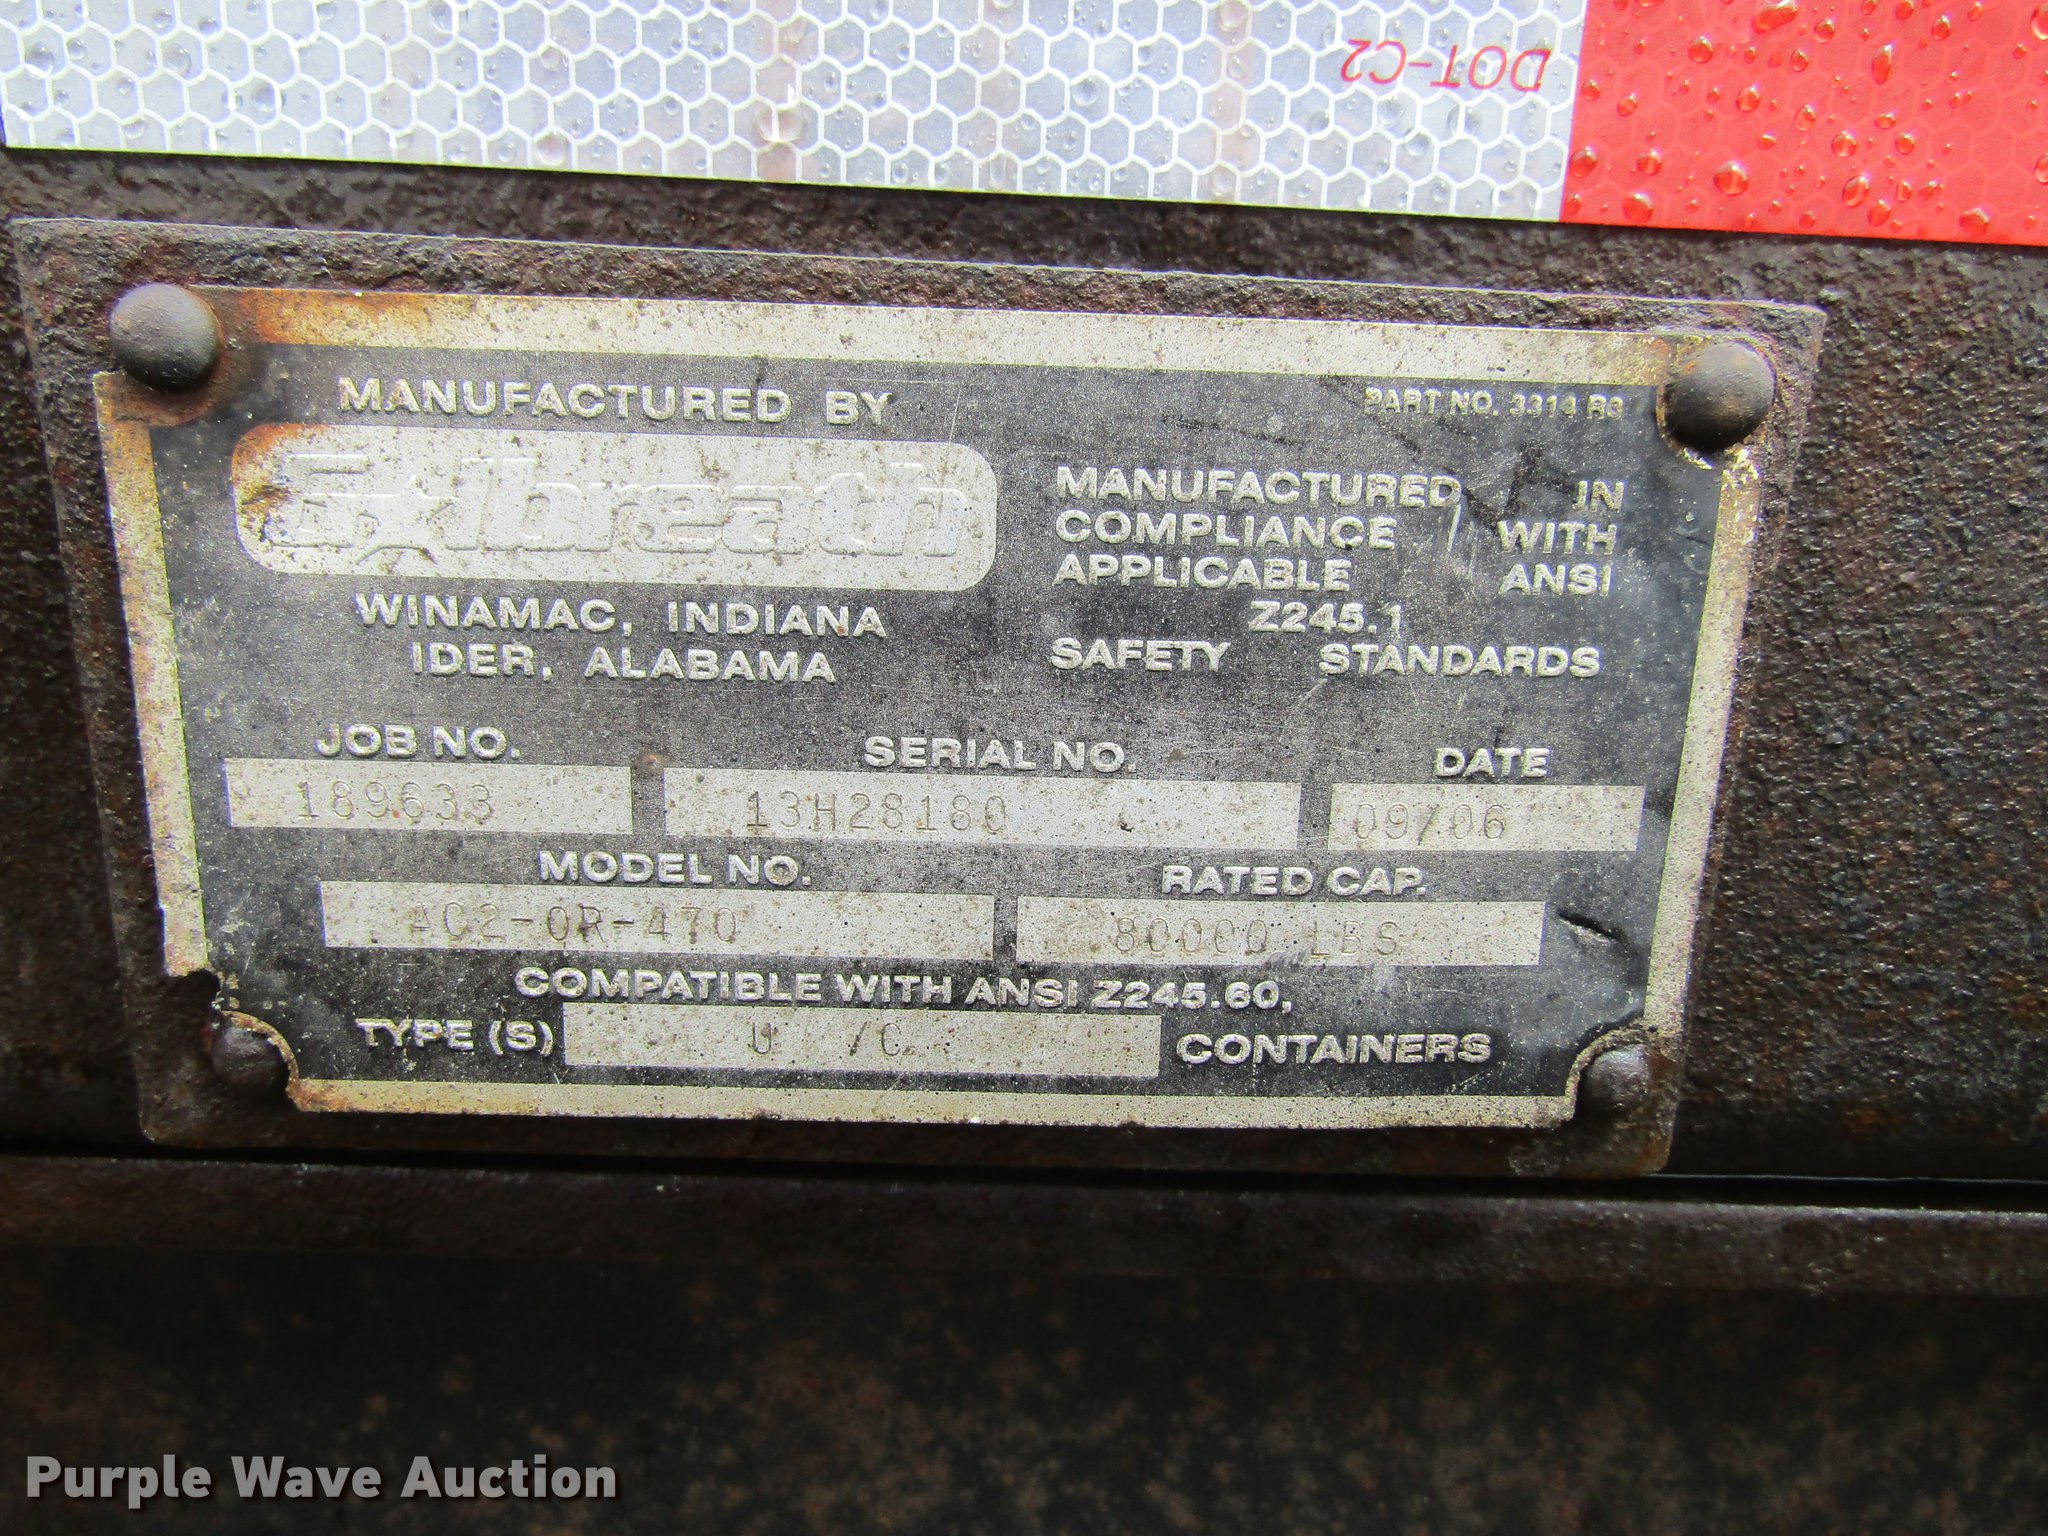 DOT-C2
MANUFACTURED BY
Galbreath
WINAMAC, INDIANA
IDER, ALABAMA
PART NO. 3314 R3
MANUFACTURED IN
COMPLIANCE WITH
APPLICABLE ANSI
Z245.1
SAFETY STANDARDS
JOB NO. SERIAL NO. DATE
189633 13H28180 09/06
MODEL NO. RATED CAP.
AC2-OR-470 80000 LBS
COMPATIBLE WITH ANSI Z245.60,
TYPE (S) U /C CONTAINERS
Purple Wave Auction